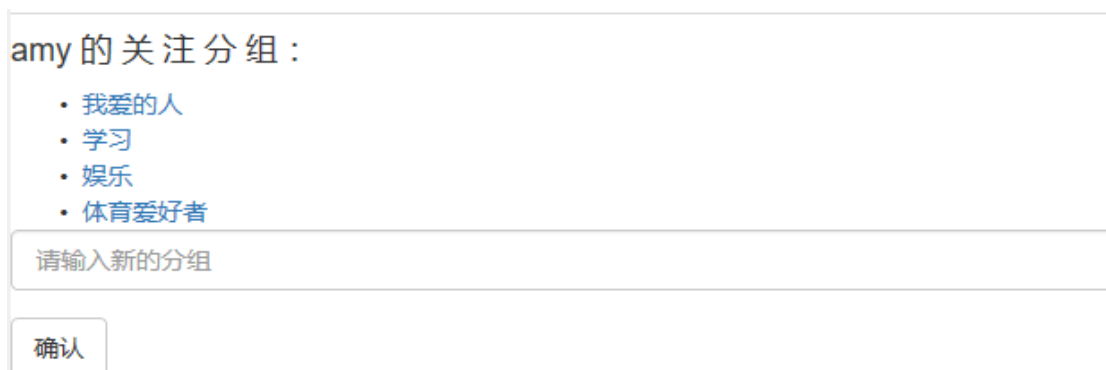 amy 的 关 注 分 组 :
• 我爱的人
• 学习
• 娱乐
• 体育爱好者
请输入新的分组
确认